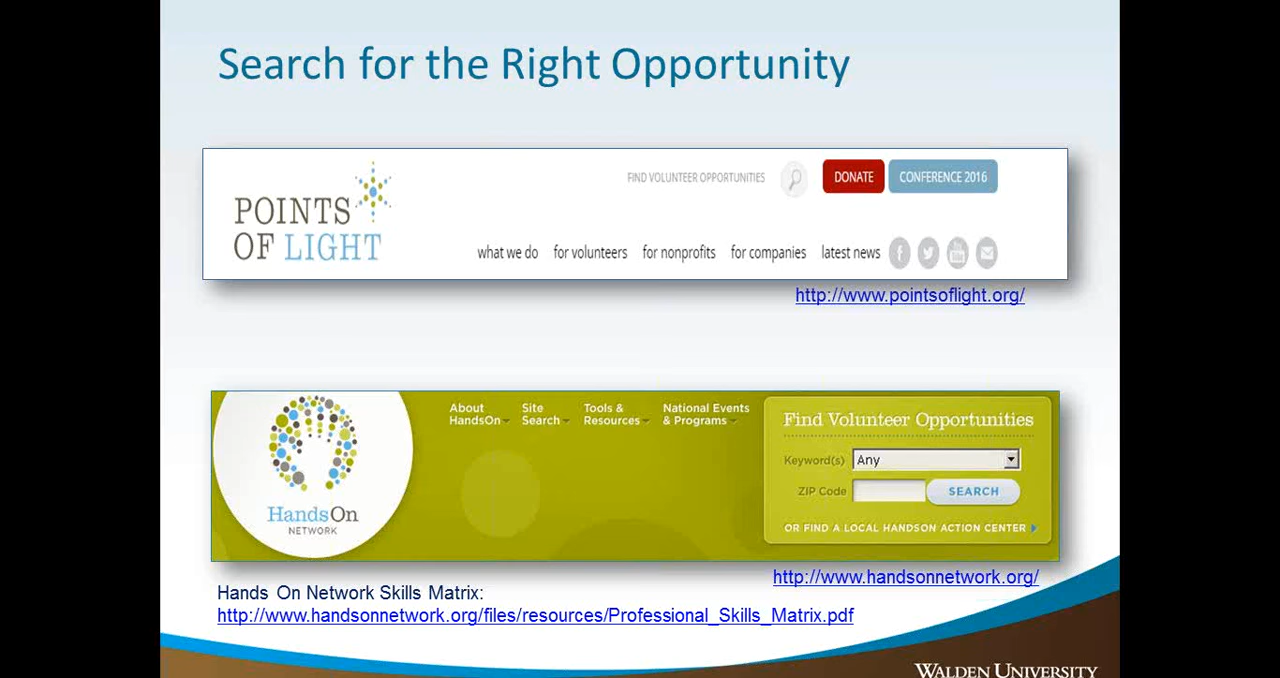 Search for the Right Opportunity
FIND VOLUNTEER OPPORTUNITIES
DONATE
CONFERENCE 2016
POINTS
OF LIGHT
what we do for volunteers for nonprofits for companies latest news
http://www.pointsoflight.org/
About
HandsOn
Site
Search
Tools &
Resources
National Events
& Programs
Find Volunteer Opportunities
Keyword(s) Any
ZIP Code SEARCH
OR FIND A LOCAL HANDSON ACTION CENTER
HandsOn
NETWORK
http://www.handsonnetwork.org/
Hands On Network Skills Matrix:
http://www.handsonnetwork.org/files/resources/Professional_Skills_Matrix.pdf
WALDEN UNIVERSITY